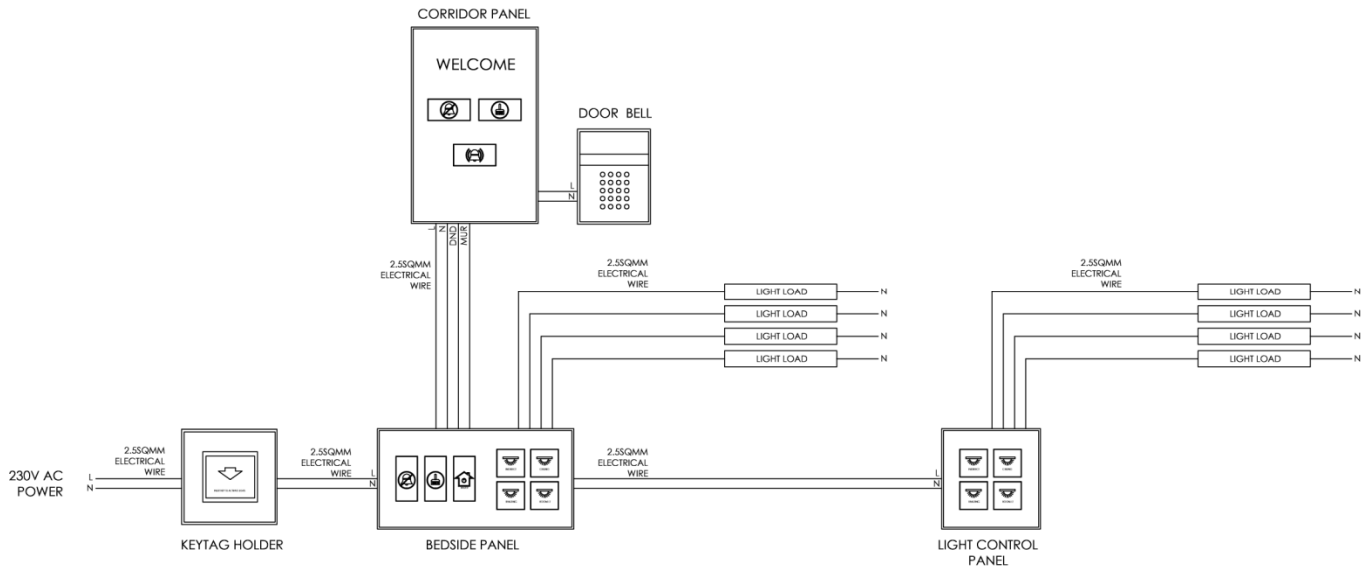 CORRIDOR PANEL
WELCOME
DOOR BELL
L
N
L
N
DND
MUR
2.5SQMM
ELECTRICAL
WIRE
2.5SQMM
ELECTRICAL
WIRE
LIGHT LOAD
N
LIGHT LOAD
N
LIGHT LOAD
N
LIGHT LOAD
N
2.5SQMM
ELECTRICAL
WIRE
LIGHT LOAD
N
LIGHT LOAD
N
LIGHT LOAD
N
LIGHT LOAD
N
230V AC
POWER
L
N
2.5SQMM
ELECTRICAL
WIRE
2.5SQMM
ELECTRICAL
WIRE
L
N
2.5SQMM
ELECTRICAL
WIRE
L
N
KEYTAG HOLDER
BEDSIDE PANEL
LIGHT CONTROL
PANEL